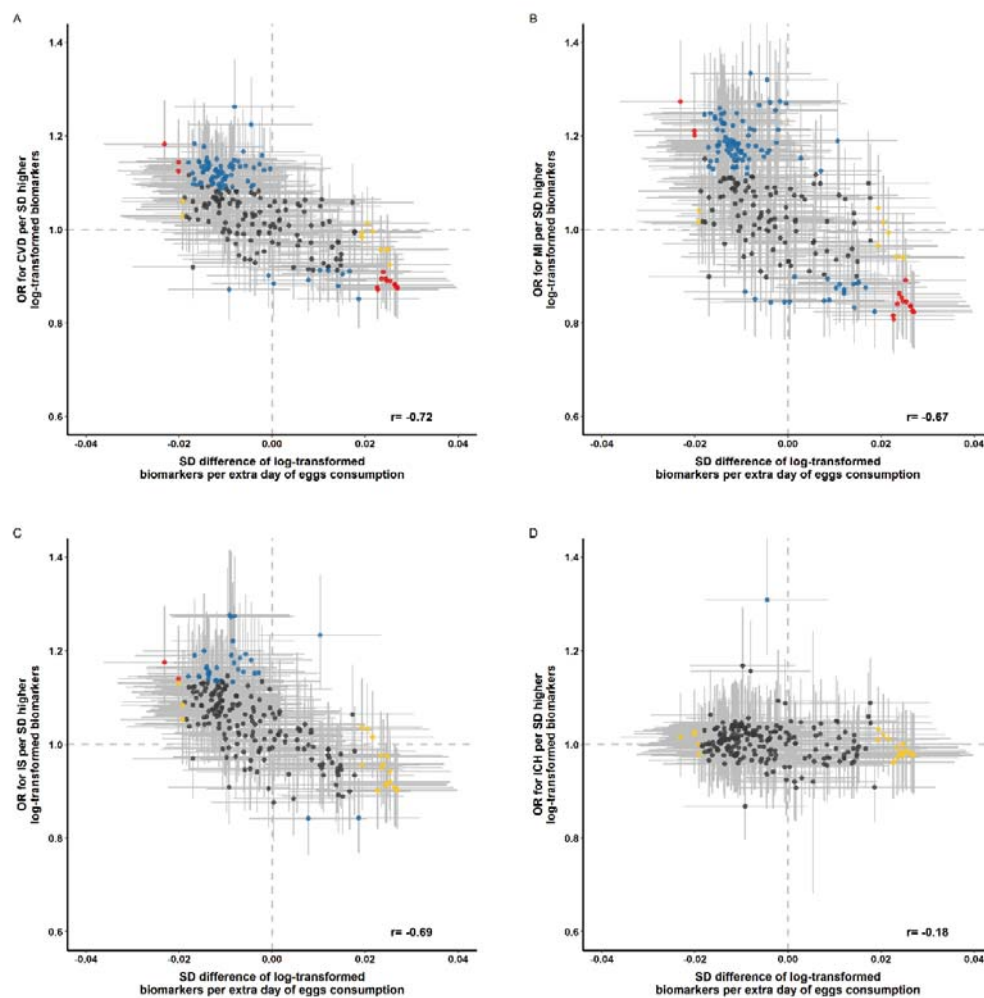 A
1.4
1.2
1.0
0.8
0.6
OR for CVD per SD higher
log-transformed biomarkers
r= -0.72
-0.04
-0.02
0.00
0.02
0.04
SD difference of log-transformed
biomarkers per extra day of eggs consumption
B
1.4
1.2
1.0
0.8
0.6
OR for MI per SD higher
log-transformed biomarkers
r= -0.67
-0.04
-0.02
0.00
0.02
0.04
SD difference of log-transformed
biomarkers per extra day of eggs consumption
C
1.4
1.2
1.0
0.8
0.6
OR for IS per SD higher
log-transformed biomarkers
r= -0.69
-0.04
-0.02
0.00
0.02
0.04
SD difference of log-transformed
biomarkers per extra day of eggs consumption
D
1.4
1.2
1.0
0.8
0.6
OR for ICH per SD higher
log-transformed biomarkers
r= -0.18
-0.04
-0.02
0.00
0.02
0.04
SD difference of log-transformed
biomarkers per extra day of eggs consumption